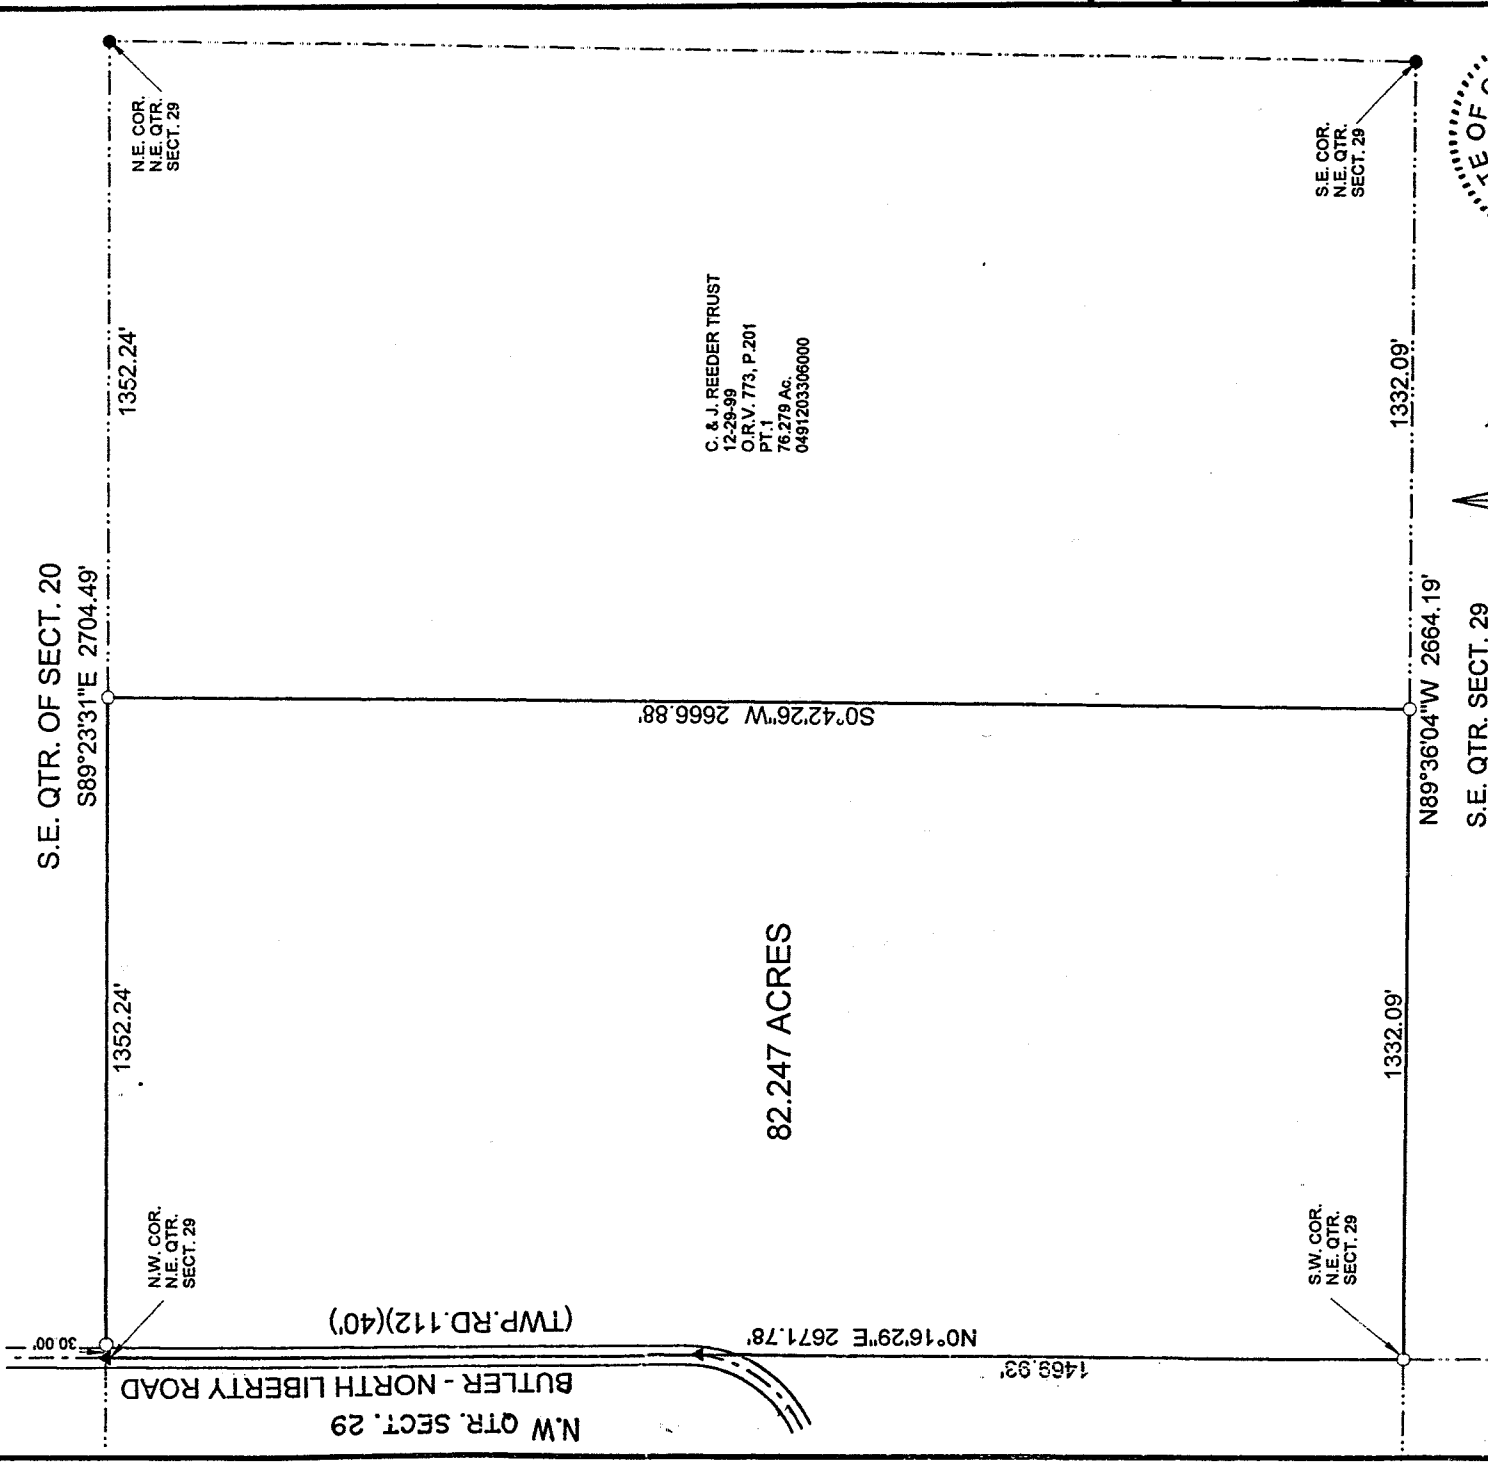 S.E. QTR. OF SECT. 20
S89°23'31"E 2704.49'
1352.24'
1352.24'
N.W. COR.
N.E. QTR.
SECT. 29
N.E. COR.
N.E. QTR.
SECT. 29
30.00'
N.W QTR. SECT. 29
BUTLER - NORTH LIBERTY ROAD
(TWP.RD.112)(40')
N0°16'29"E 2671.78'
1469.93'
82.247 ACRES
S0°42'26"W 2666.88'
C. & J. REEDER TRUST
12-29-99
O.R.V. 773, P.201
PT.1
76.279 Ac.
0491203306000
S.W. COR.
N.E. QTR.
SECT. 29
S.E. COR.
N.E. QTR.
SECT. 29
1332.09'
1332.09'
N89°36'04"W 2664.19'
S.E. QTR. SECT. 29
TE OF